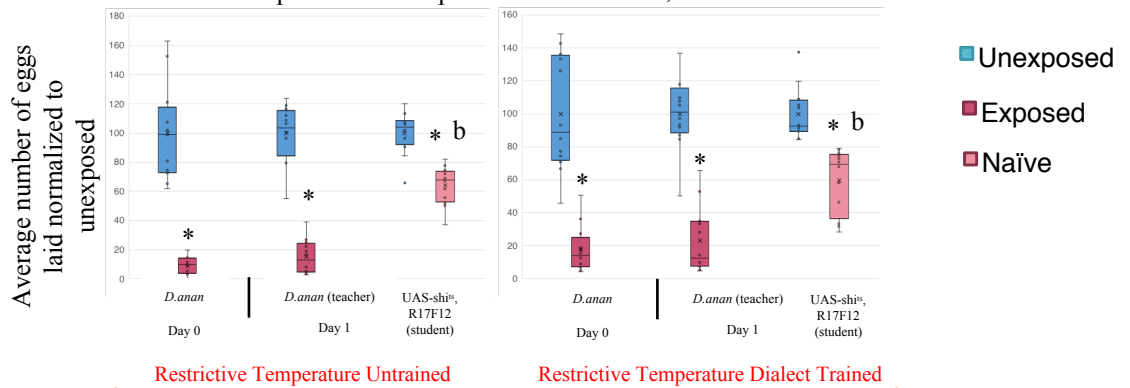 Average number of eggs
laid normalized to
unexposed
180
160
140
120
100
80
60
40
20
0
* * * b
D.anan
Day 0
D.anan (teacher)
Day 1
UAS-shiᵗˢ,
R17F12
(student)
Restrictive Temperature Untrained
160
140
120
100
80
60
40
20
0
* * * b
D.anan
Day 0
D.anan (teacher)
Day 1
UAS-shiᵗˢ,
R17F12
(student)
Restrictive Temperature Dialect Trained
Unexposed
Exposed
Naïve